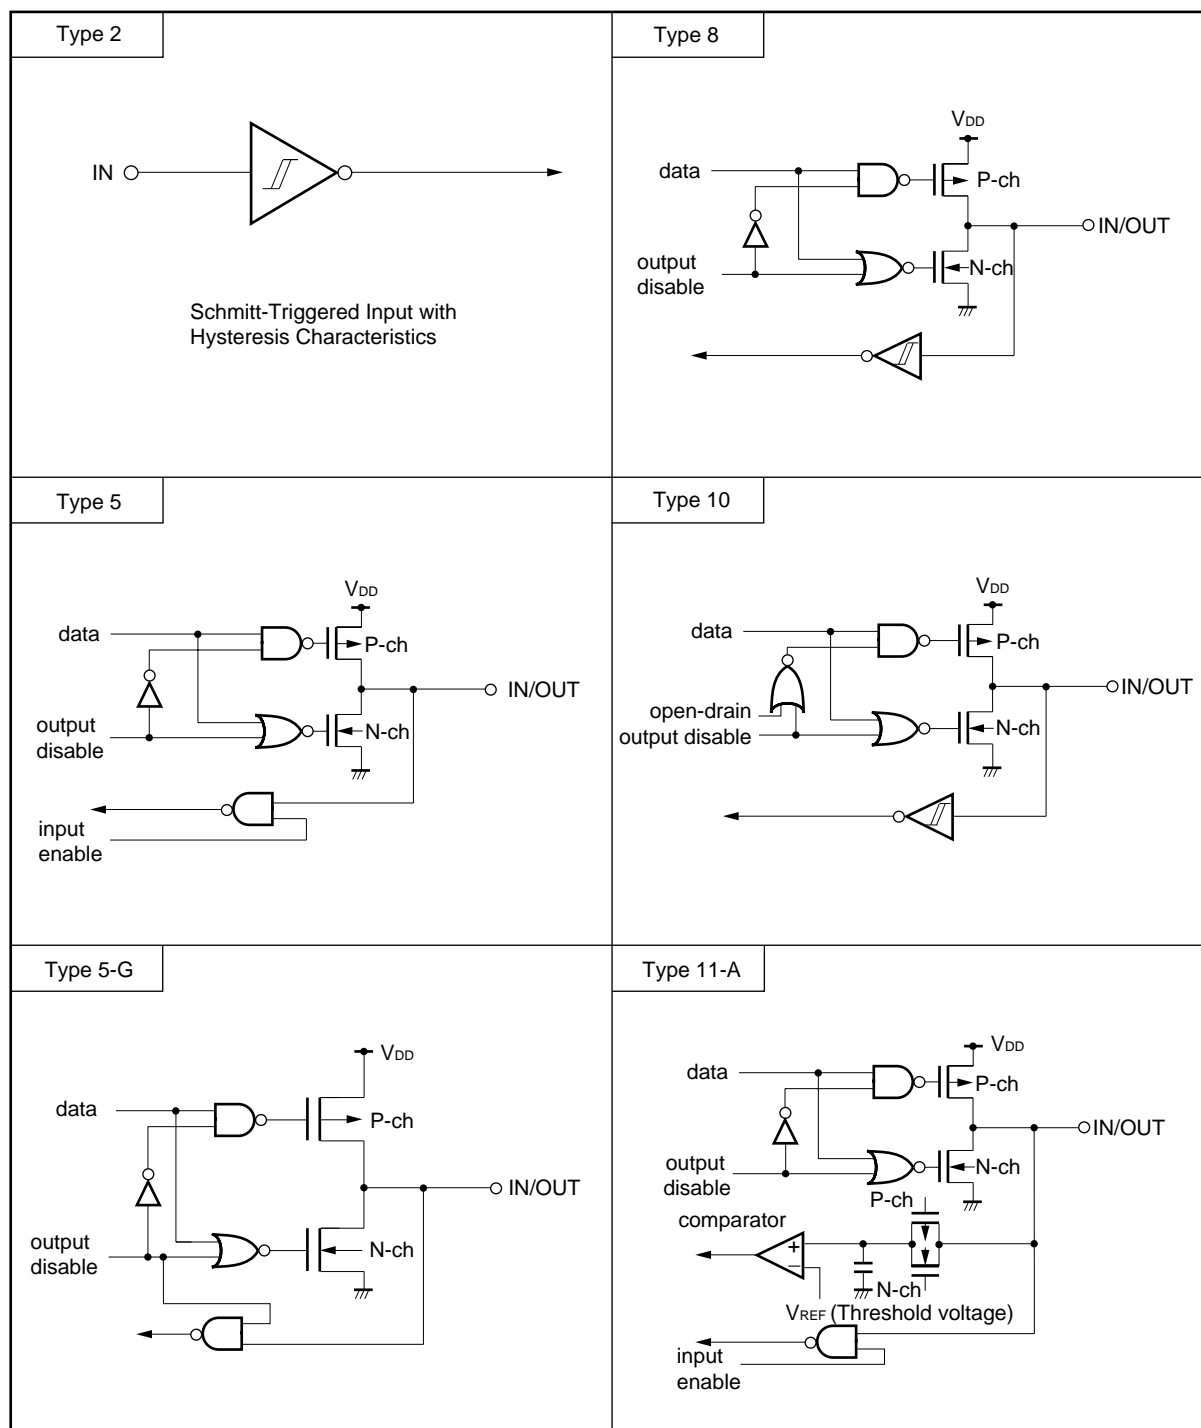 Type 2
IN
Schmitt-Triggered Input with
Hysteresis Characteristics
Type 8
VDD
data
P-ch
IN/OUT
output
disable
N-ch
Type 5
VDD
data
P-ch
IN/OUT
output
disable
N-ch
input
enable
Type 10
VDD
data
P-ch
IN/OUT
open-drain
output disable
N-ch
Type 5-G
VDD
data
P-ch
IN/OUT
output
disable
N-ch
Type 11-A
VDD
data
P-ch
IN/OUT
output
disable
N-ch
P-ch
comparator
+
−
N-ch
VREF (Threshold voltage)
input
enable